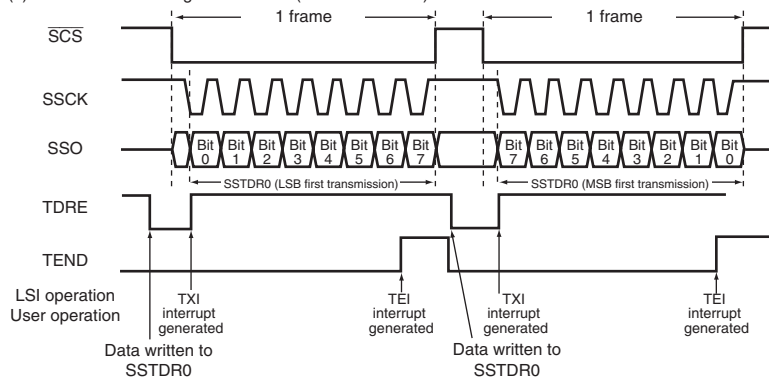 1 frame
1 frame
SCS
SSCK
SSO
Bit 0
Bit 1
Bit 2
Bit 3
Bit 4
Bit 5
Bit 6
Bit 7
Bit 7
Bit 6
Bit 5
Bit 4
Bit 3
Bit 2
Bit 1
Bit 0
SSTDR0 (LSB first transmission)
SSTDR0 (MSB first transmission)
TDRE
TEND
LSI operation
User operation
TXI
interrupt
generated
TEI
interrupt
generated
TXI
interrupt
generated
TEI
interrupt
generated
Data written to
SSTDR0
Data written to
SSTDR0